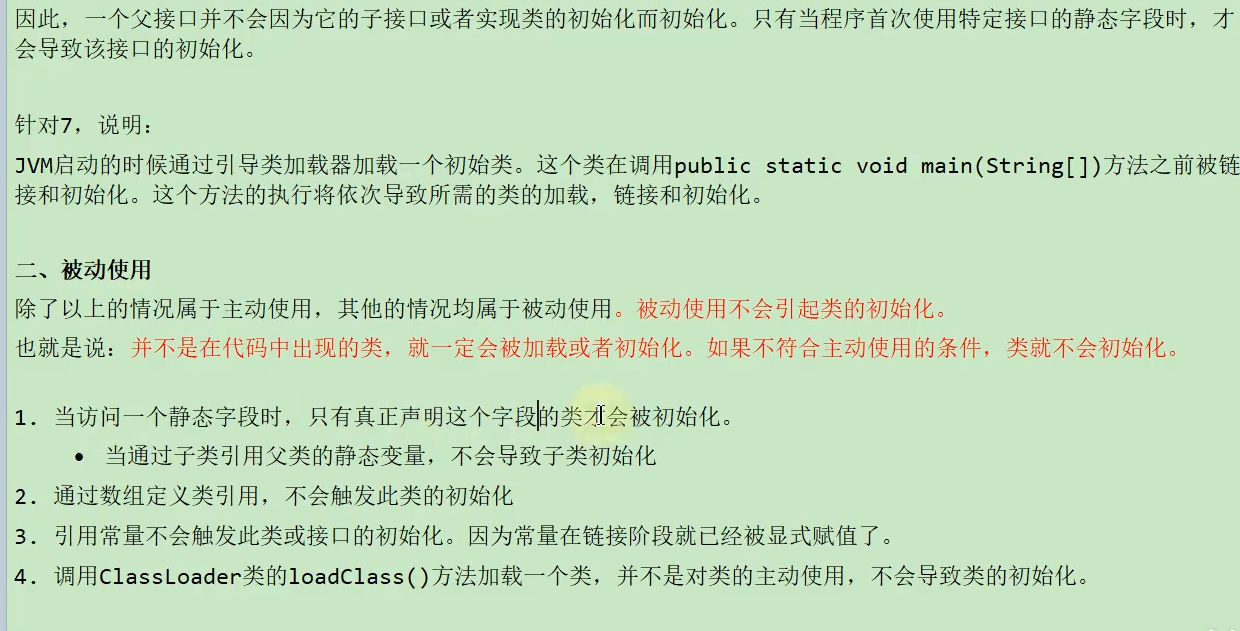 因此，一个父接口并不会因为它的子接口或者实现类的初始化而初始化。只有当程序首次使用特定接口的静态字段时，才
会导致该接口的初始化。
针对7，说明：
JVM启动的时候通过引导类加载器加载一个初始类。这个类在调用public static void main(String[])方法之前被链
接和初始化。这个方法的执行将依次导致所需的类的加载，链接和初始化。
二、被动使用
除了以上的情况属于主动使用，其他的情况均属于被动使用。被动使用不会引起类的初始化。
也就是说：并不是在代码中出现的类，就一定会被加载或者初始化。如果不符合主动使用的条件，类就不会初始化。
1. 当访问一个静态字段时，只有真正声明这个字段的类才会被初始化。
• 当通过子类引用父类的静态变量，不会导致子类初始化
2. 通过数组定义类引用，不会触发此类的初始化
3. 引用常量不会触发此类或接口的初始化。因为常量在链接阶段就已经被显式赋值了。
4. 调用ClassLoader类的loadClass()方法加载一个类，并不是对类的主动使用，不会导致类的初始化。